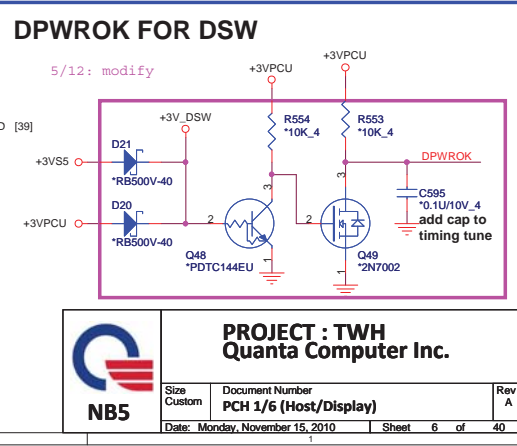 DPWROK FOR DSW
5/12: modify
+3VPCU
+3VPCU
[39]
+3V_DSW
D21
+3VS5
*RB500V-40
R554
*10K_4
R553
*10K_4
DPWROK
3
3
C595
*0.1U/10V_4
add cap to
timing tune
D20
+3VPCU
*RB500V-40
2
2
1
1
Q48
*PDTC144EU
Q49
*2N7002
NB5
PROJECT : TWH
Quanta Computer Inc.
Size
Custom
Document Number
PCH 1/6 (Host/Display)
Rev
A
Date: Monday, November 15, 2010
Sheet 6 of 40
1